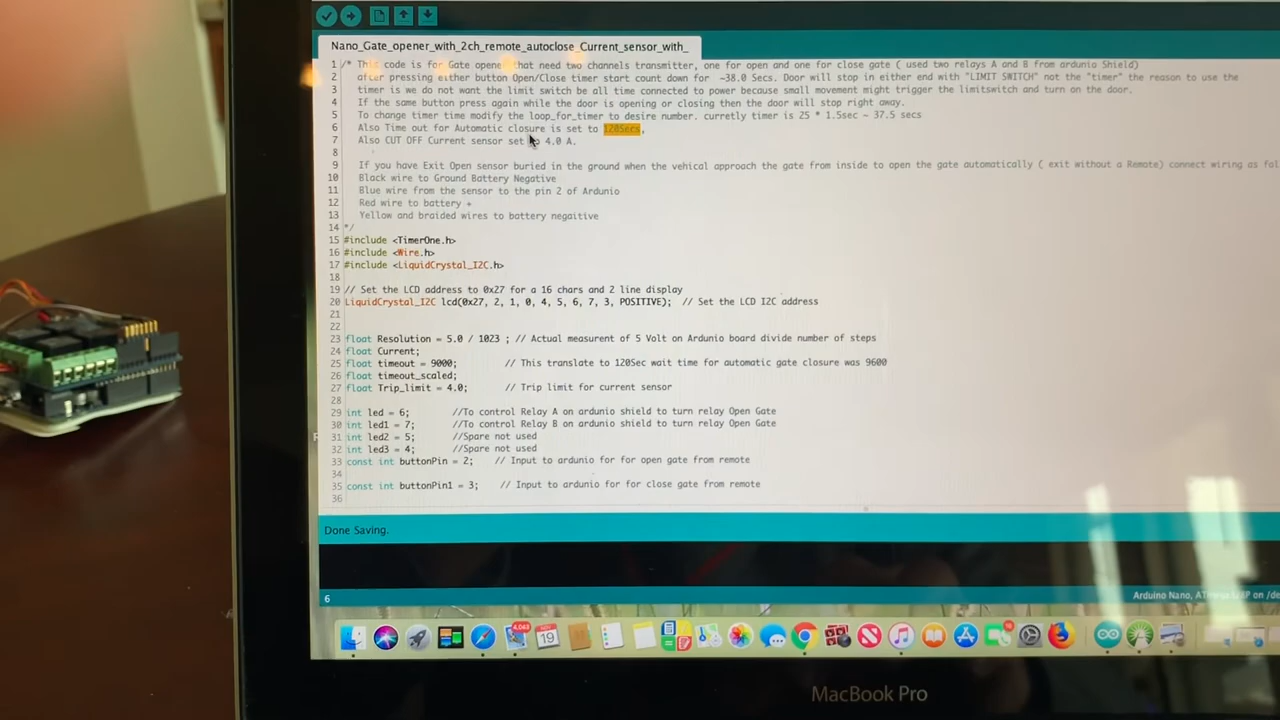 Nano_Gate_opener_with_2ch_remote_autoclose_Current_sensor_with_
1 /* This code is for Gate opener that need two channels transmitter, one for open and one for close gate ( used two relays A and B from arduino Shield)
2 after pressing either button Open/Close timer start count down for ~38.0 Secs. Door will stop in either end with "LIMIT SWITCH" not the "timer" the reason to use the
3 timer is we do not want the limit switch be all time connected to power because small movement might trigger the limitswitch and turn on the door.
4 If the same button press again while the door is opening or closing then the door will stop right away.
5 To change timer time modify the loop_for_timer to desire number. curretly timer is 25 * 1.5sec ~ 37.5 secs
6 Also Time out for Automatic closure is set to 120Secs,
7 Also CUT OFF Current sensor set to 4.0 A.
8
9 If you have Exit Open sensor buried in the ground when the vehical approach the gate from inside to open the gate automatically ( exit without a Remote) connect wiring as fol
10 Black wire to Ground Battery Negative
11 Blue wire from the sensor to the pin 2 of Ardunio
12 Red wire to battery +
13 Yellow and braided wires to battery negaitive
14 */
15 #include <TimerOne.h>
16 #include <Wire.h>
17 #include <LiquidCrystal_I2C.h>
18
19 // Set the LCD address to 0x27 for a 16 chars and 2 line display
20 LiquidCrystal_I2C lcd(0x27, 2, 1, 0, 4, 5, 6, 7, 3, POSITIVE); // Set the LCD I2C address
21
22
23 float Resolution = 5.0 / 1023 ; // Actual measurent of 5 Volt on Ardunio board divide number of steps
24 float Current;
25 float timeout = 9000; // This translate to 120Sec wait time for automatic gate closure was 9600
26 float timeout_scaled;
27 float Trip_limit = 4.0; // Trip limit for current sensor
28
29 int led = 6; //To control Relay A on ardunio shield to turn relay Open Gate
30 int led1 = 7; //To control Relay B on ardunio shield to turn relay Open Gate
31 int led2 = 5; //Spare not used
32 int led3 = 4; //Spare not used
33 const int buttonPin = 2; // Input to ardunio for for open gate from remote
34
35 const int buttonPin1 = 3; // Input to ardunio for for close gate from remote
36
Done Saving.
6 Arduino Nano,
4,043
NOV
19
MacBook Pro